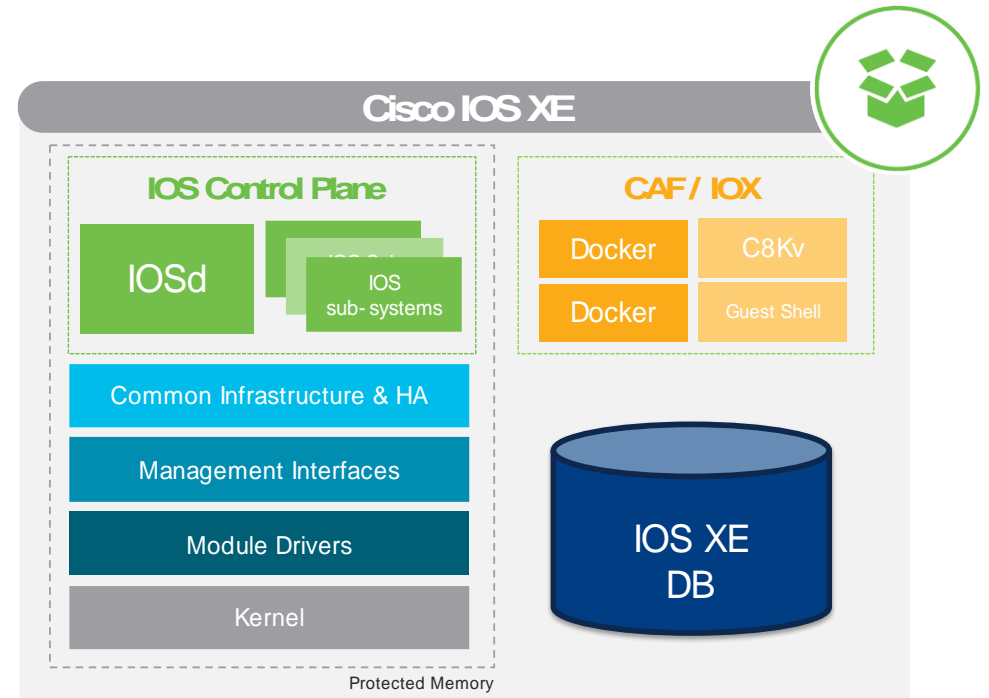 Cisco IOS XE
IOS Control Plane
IOSd
IOS
sub-systems
Common Infrastructure & HA
Management Interfaces
Module Drivers
Kernel
Protected Memory
CAF / IOX
Docker
C8Kv
Docker
Guest Shell
IOS XE
DB